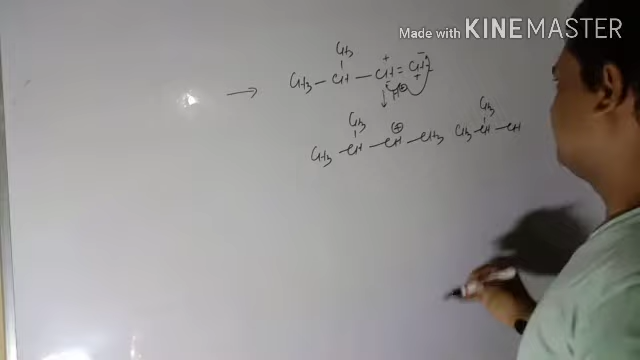 Made with KINEMASTER
CH3
CH3 — CH — CH = CH2
H⊕
CH3 CH3
CH3 — CH — CH — CH3 CH3 — CH — CH